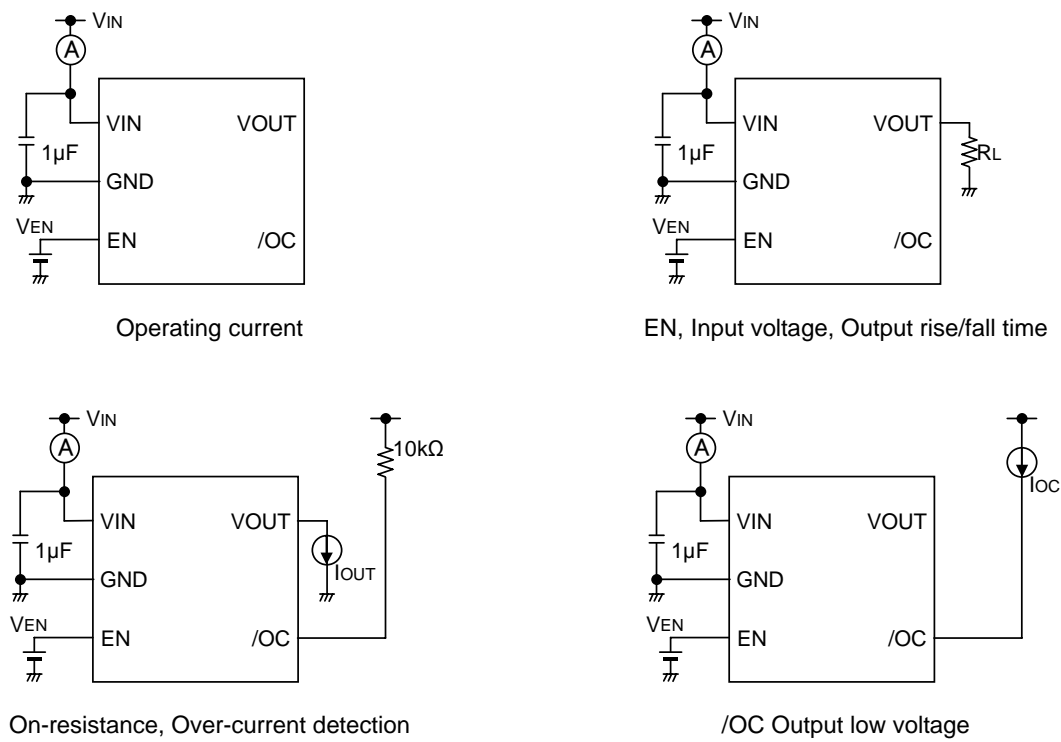 VIN
A
VIN
VOUT
1µF
GND
VEN
EN
/OC
Operating current
VIN
A
VIN
VOUT
1µF
RL
GND
VEN
EN
/OC
EN, Input voltage, Output rise/fall time
VIN
A
10kΩ
VIN
VOUT
1µF
IOUT
GND
VEN
EN
/OC
On-resistance, Over-current detection
VIN
A
IOC
VIN
VOUT
1µF
GND
VEN
EN
/OC
/OC Output low voltage